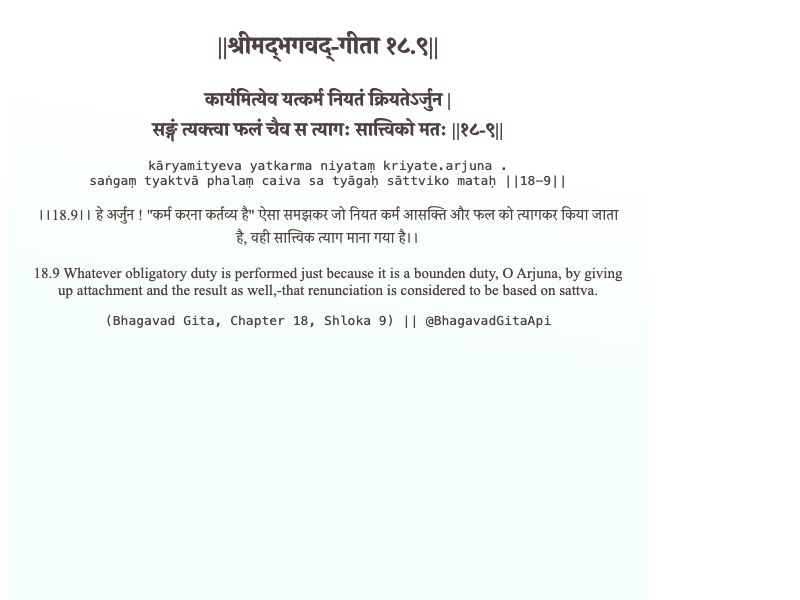 ||श्रीमद्‍भगवद्‍-गीता १८.९||
कार्यमित्येव यत्कर्म नियतं क्रियतेऽर्जुन |
सङ्गं त्यक्त्वा फलं चैव स त्यागः सात्त्विको मतः ||१८-९||
kāryamityeva yatkarma niyataṃ kriyate.arjuna .
saṅgaṃ tyaktvā phalaṃ caiva sa tyāgaḥ sāttviko mataḥ ||18-9||
।।18.9।। हे अर्जुन ! "कर्म करना कर्तव्य है" ऐसा समझकर जो नियत कर्म आसक्ति और फल को त्यागकर किया जाता
है, वही सात्त्विक त्याग माना गया है।।
18.9 Whatever obligatory duty is performed just because it is a bounden duty, O Arjuna, by giving
up attachment and the result as well,-that renunciation is considered to be based on sattva.
(Bhagavad Gita, Chapter 18, Shloka 9) || @BhagavadGitaApi